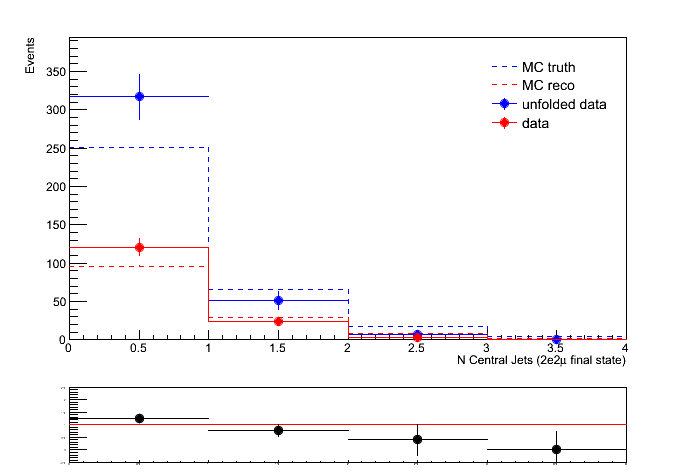 Events
350
300
250
200
150
100
50
0
MC truth
MC reco
unfolded data
data
0 0.5 1 1.5 2 2.5 3 3.5 4
N Central Jets (2e2μ final state)